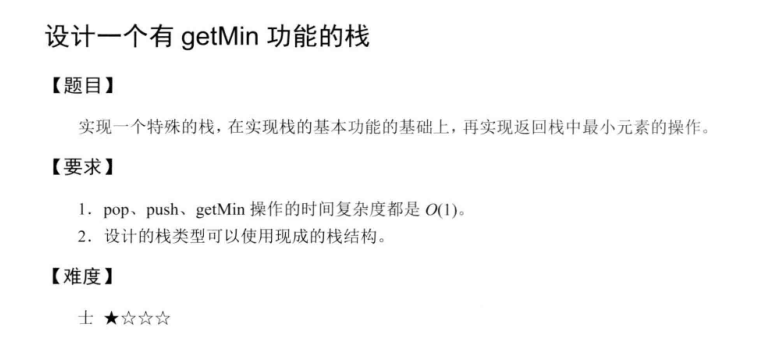 设计一个有 getMin 功能的栈
【题目】
实现一个特殊的栈，在实现栈的基本功能的基础上，再实现返回栈中最小元素的操作。
【要求】
1．pop、push、getMin 操作的时间复杂度都是 O(1)。
2．设计的栈类型可以使用现成的栈结构。
【难度】
士 ★☆☆☆